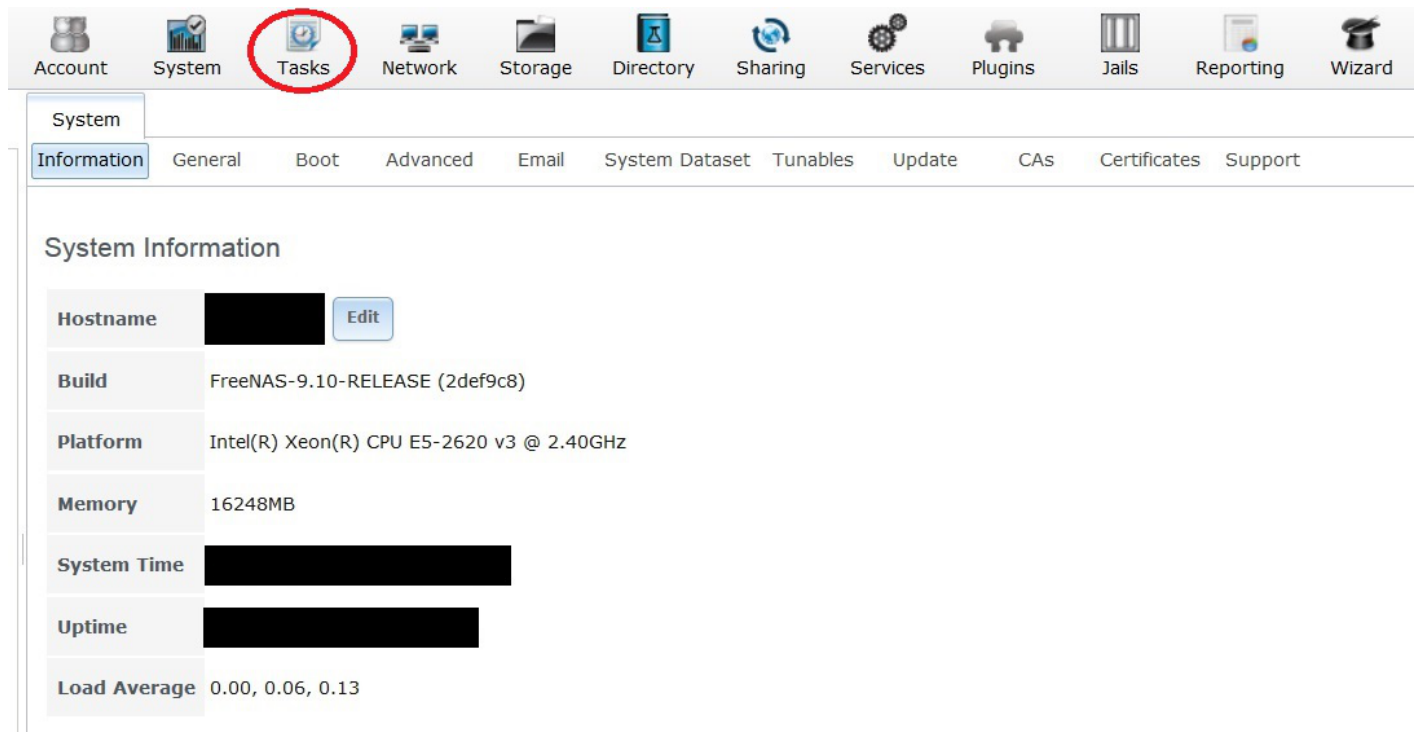 Account System Tasks Network Storage Directory Sharing Services Plugins Jails Reporting Wizard
System
Information General Boot Advanced Email System Dataset Tunables Update CAs Certificates Support
System Information
Hostname Edit
Build FreeNAS-9.10-RELEASE (2def9c8)
Platform Intel(R) Xeon(R) CPU E5-2620 v3 @ 2.40GHz
Memory 16248MB
System Time
Uptime
Load Average 0.00, 0.06, 0.13